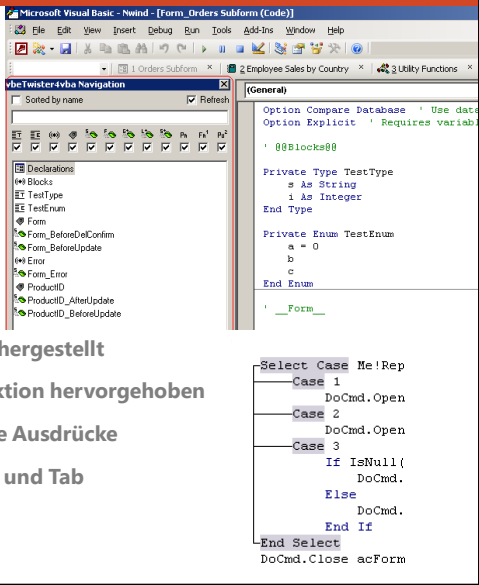 Microsoft Visual Basic - Nwind - [Form_Orders Subform (Code)]
File Edit View Insert Debug Run Tools Add-Ins Window Help
1 Orders Subform × 2 Employee Sales by Country × 3 Utility Functions ×
vbeTwister4vba Navigation X
Sorted by name Refresh
Declarations
Blocks
TestType
TestEnum
Form
Form_BeforeDelConfirm
Form_BeforeUpdate
Error
Form_Error
ProductID
ProductID_AfterUpdate
ProductID_BeforeUpdate
(General)
Option Compare Database ' Use data
Option Explicit ' Requires variabl
' @@Blocks@@
Private Type TestType
s As String
i As Integer
End Type
Private Enum TestEnum
a = 0
b
c
End Enum
' __Form__
hergestellt
ktion hervorgehoben
e Ausdrücke
und Tab
Select Case Me!Rep
Case 1
DoCmd.Open
Case 2
DoCmd.Open
Case 3
If IsNull(
DoCmd.
Else
DoCmd.
End If
End Select
DoCmd.Close acForm